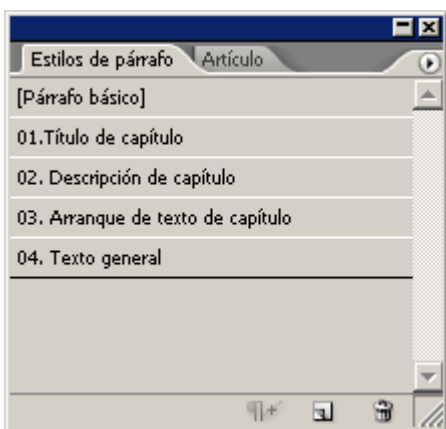 Estilos de párrafo Artículo
[Párrafo básico]
01.Título de capítulo
02. Descripción de capítulo
03. Arranque de texto de capítulo
04. Texto general